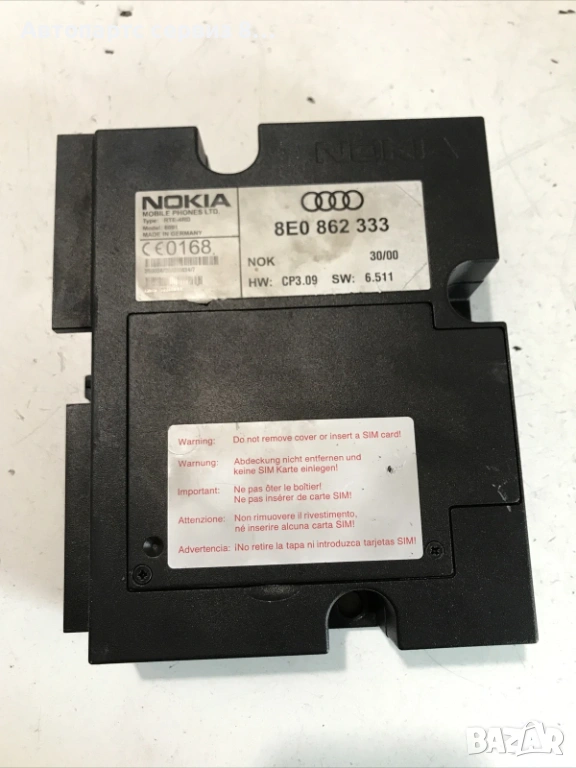 NOKIA
NOKIA
MOBILE PHONES LTD.
Type:
Model:
MADE IN GERMANY
CE0168
8E0 862 333
NOK 30/00
HW: CP3.09 SW: 6.511
Warning: Do not remove cover or insert a SIM card!
Warnung: Abdeckung nicht entfernen und
keine SIM Karte einlegen!
Important: Ne pas ôter le boîtier!
Ne pas insérer de carte SIM!
Attenzione: Non rimuovere il rivestimento,
né inserire alcuna carta SIM!
Advertencia: ¡No retire la tapa ni introduzca tarjetas SIM!
BAZAR